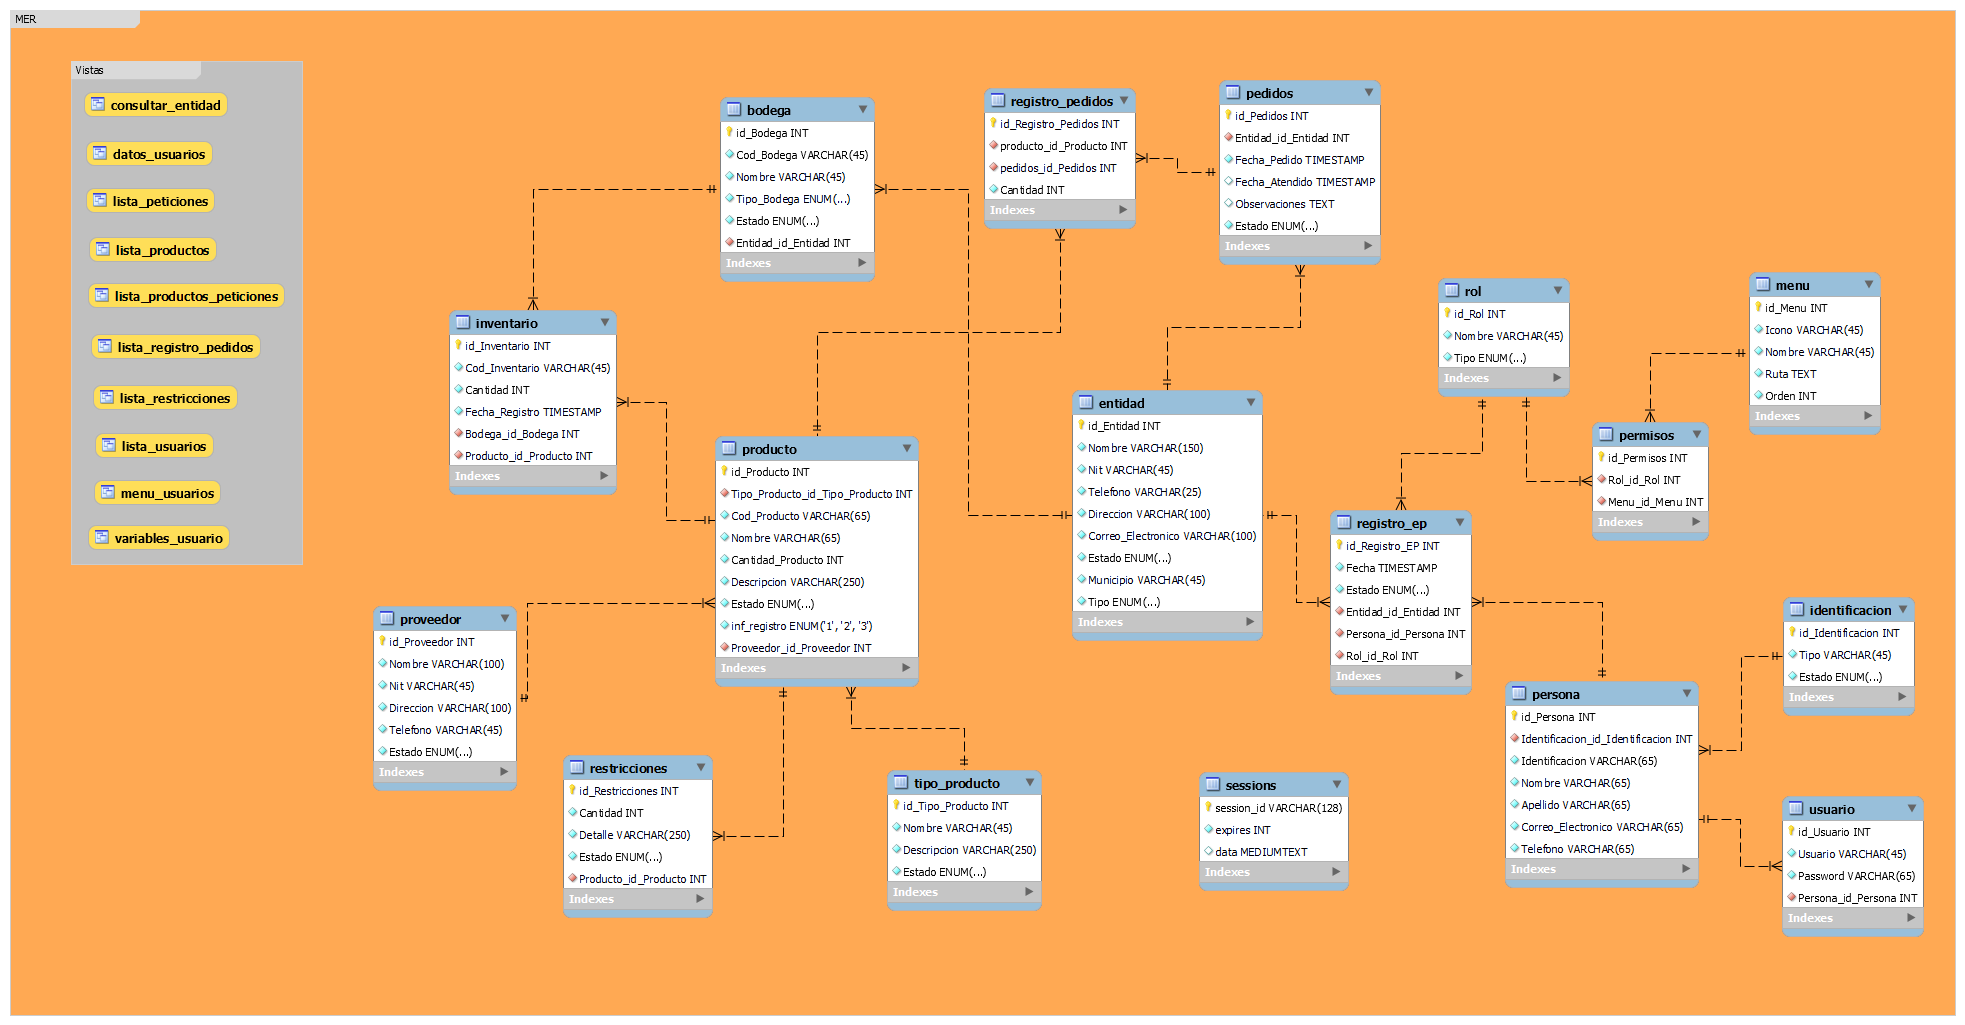 MER
Vistas
consultar_entidad
datos_usuarios
lista_peticiones
lista_productos
lista_productos_peticiones
lista_registro_pedidos
lista_restricciones
lista_usuarios
menu_usuarios
variables_usuario
bodega
id_Bodega INT
Cod_Bodega VARCHAR(45)
Nombre VARCHAR(45)
Tipo_Bodega ENUM(...)
Estado ENUM(...)
Entidad_id_Entidad INT
Indexes
registro_pedidos
id_Registro_Pedidos INT
producto_id_Producto INT
pedidos_id_Pedidos INT
Cantidad INT
Indexes
pedidos
id_Pedidos INT
Entidad_id_Entidad INT
Fecha_Pedido TIMESTAMP
Fecha_Atendido TIMESTAMP
Observaciones TEXT
Estado ENUM(...)
Indexes
rol
id_Rol INT
Nombre VARCHAR(45)
Tipo ENUM(...)
Indexes
menu
id_Menu INT
Icono VARCHAR(45)
Nombre VARCHAR(45)
Ruta TEXT
Orden INT
Indexes
inventario
id_Inventario INT
Cod_Inventario VARCHAR(45)
Cantidad INT
Fecha_Registro TIMESTAMP
Bodega_id_Bodega INT
Producto_id_Producto INT
Indexes
producto
id_Producto INT
Tipo_Producto_id_Tipo_Producto INT
Cod_Producto VARCHAR(65)
Nombre VARCHAR(65)
Cantidad_Producto INT
Descripcion VARCHAR(250)
Estado ENUM(...)
inf_registro ENUM('1', '2', '3')
Proveedor_id_Proveedor INT
Indexes
entidad
id_Entidad INT
Nombre VARCHAR(150)
Nit VARCHAR(45)
Telefono VARCHAR(25)
Direccion VARCHAR(100)
Correo_Electronico VARCHAR(100)
Estado ENUM(...)
Municipio VARCHAR(45)
Tipo ENUM(...)
Indexes
permisos
id_Permisos INT
Rol_id_Rol INT
Menu_id_Menu INT
Indexes
registro_ep
id_Registro_EP INT
Fecha TIMESTAMP
Estado ENUM(...)
Entidad_id_Entidad INT
Persona_id_Persona INT
Rol_id_Rol INT
Indexes
proveedor
id_Proveedor INT
Nombre VARCHAR(100)
Nit VARCHAR(45)
Direccion VARCHAR(100)
Telefono VARCHAR(45)
Estado ENUM(...)
Indexes
identificacion
id_Identificacion INT
Tipo VARCHAR(45)
Estado ENUM(...)
Indexes
persona
id_Persona INT
Identificacion_id_Identificacion INT
Identificacion VARCHAR(65)
Nombre VARCHAR(65)
Apellido VARCHAR(65)
Correo_Electronico VARCHAR(65)
Telefono VARCHAR(65)
Indexes
restricciones
id_Restricciones INT
Cantidad INT
Detalle VARCHAR(250)
Estado ENUM(...)
Producto_id_Producto INT
Indexes
tipo_producto
id_Tipo_Producto INT
Nombre VARCHAR(45)
Descripcion VARCHAR(250)
Estado ENUM(...)
Indexes
sessions
session_id VARCHAR(128)
expires INT
data MEDIUMTEXT
Indexes
usuario
id_Usuario INT
Usuario VARCHAR(45)
Password VARCHAR(65)
Persona_id_Persona INT
Indexes